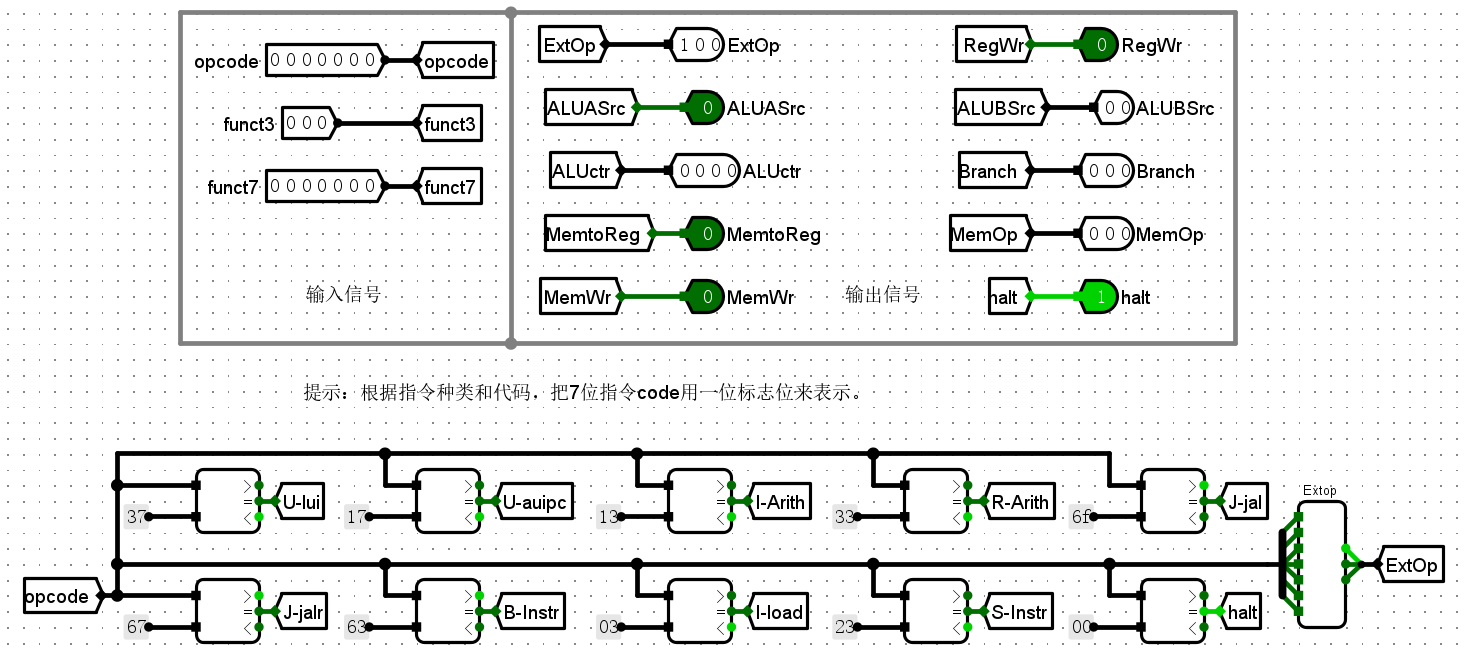 ExtOp 1 0 0 ExtOp RegWr 0 RegWr
opcode 0 0 0 0 0 0 0 opcode
ALUASrc 0 ALUASrc ALUBSrc 0 0 ALUBSrc
funct3 0 0 0 funct3
ALUctr 0 0 0 0 ALUctr Branch 0 0 0 Branch
funct7 0 0 0 0 0 0 0 funct7
MemtoReg 0 MemtoReg MemOp 0 0 0 MemOp
输入信号 MemWr 0 MemWr 输出信号 halt 1 halt
提示：根据指令种类和代码，把7位指令code用一位标志位来表示。
> > > > > Extop
= U-lui = U-auipc = I-Arith = R-Arith = J-jal
37 < 17 < 13 < 33 < 6f <
ExtOp
opcode > > > > >
= J-jalr = B-Instr = I-load = S-Instr = halt
67 < 63 < 03 < 23 < 00 <